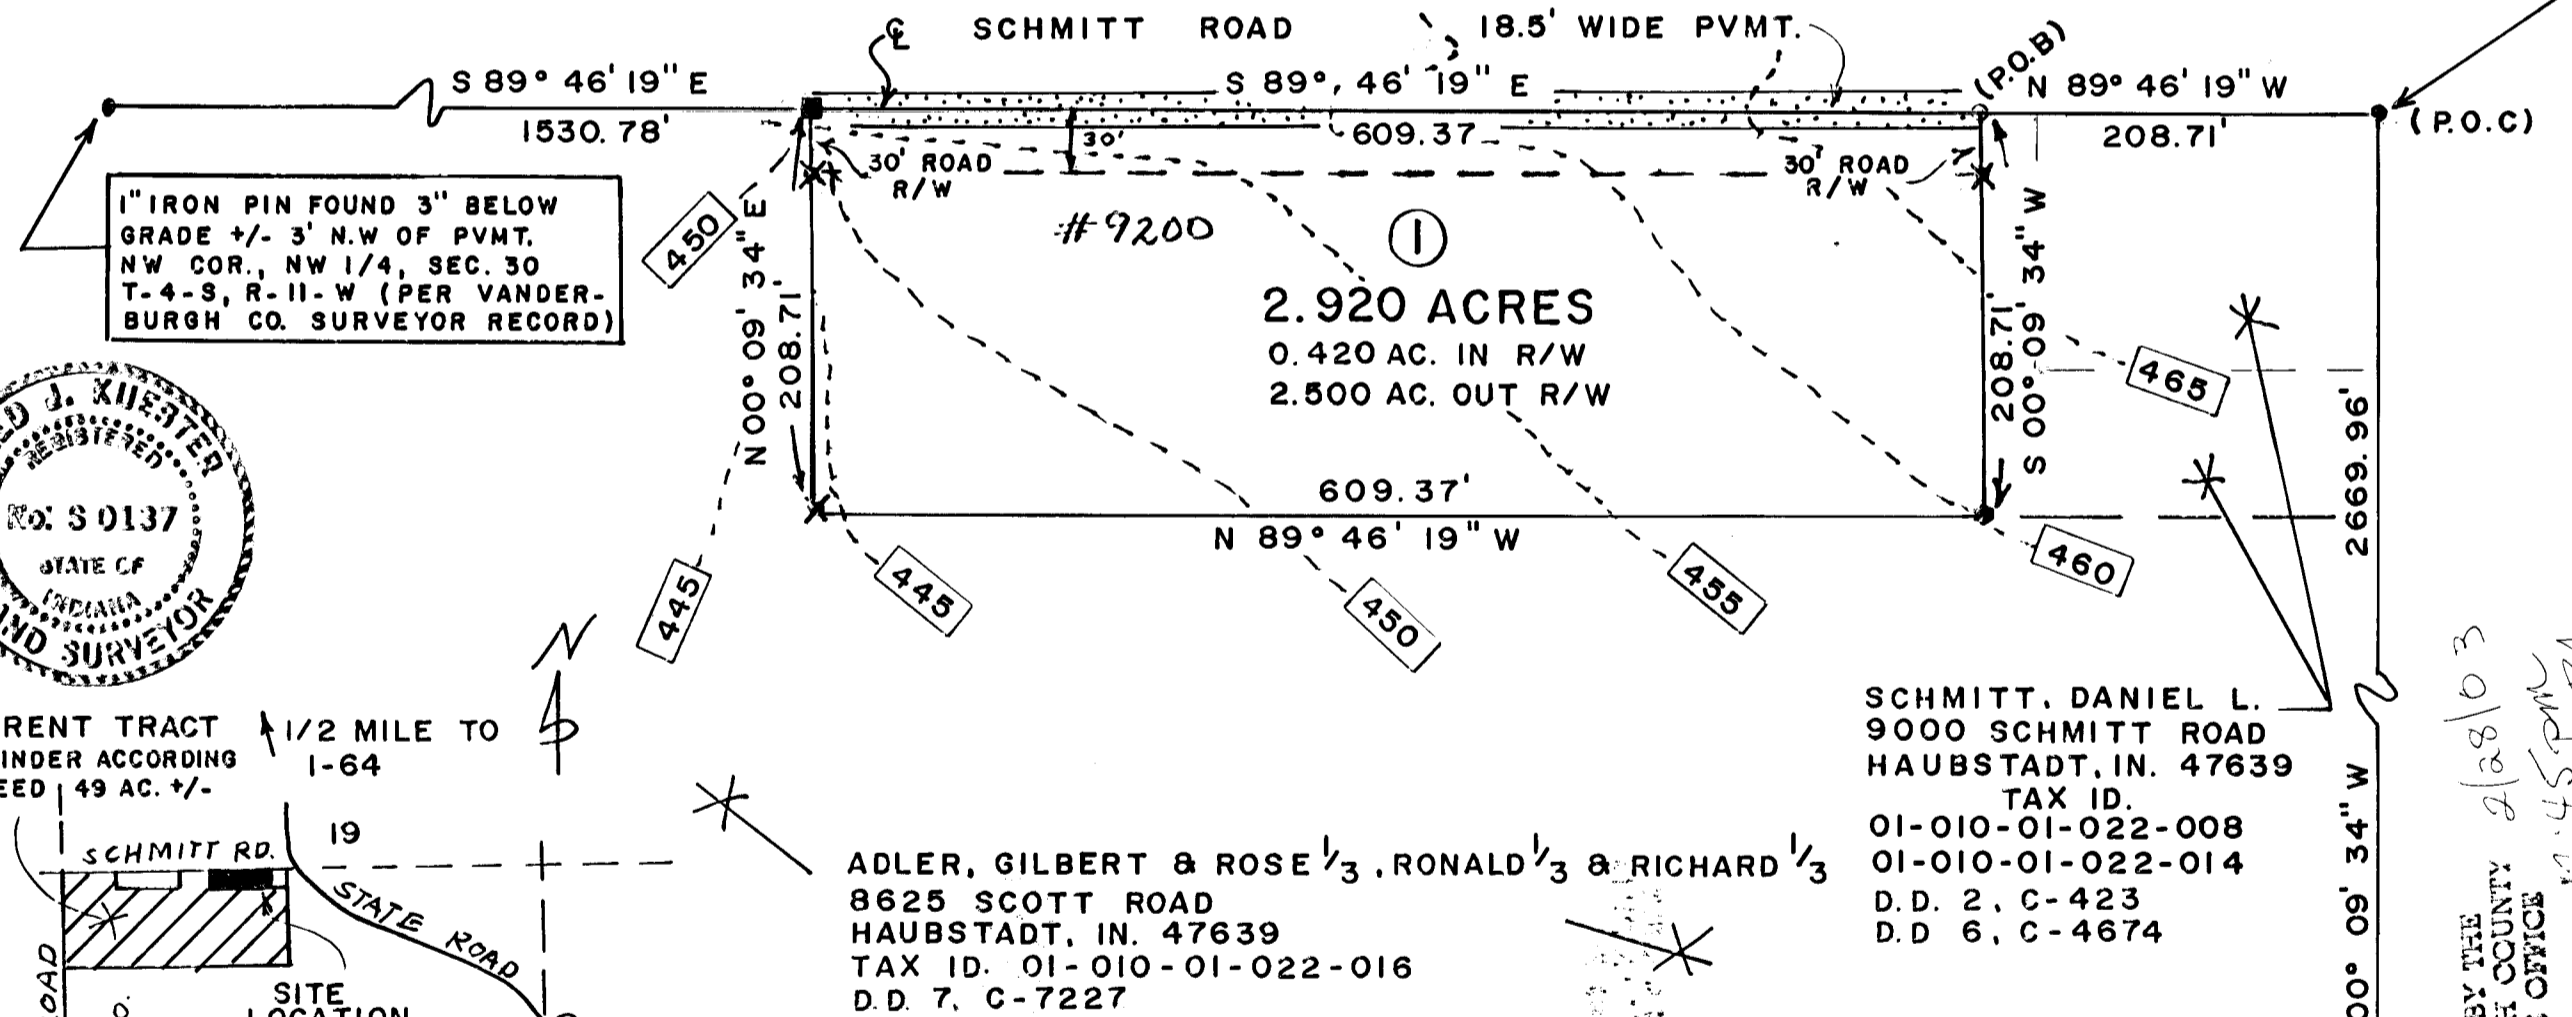 ℄ SCHMITT ROAD
18.5' WIDE PVMT.
S 89° 46' 19" E
1530.78'
S 89°, 46' 19" E
609.37
(P.O.B)
N 89° 46' 19" W
208.71'
(P.O.C)
30'
30' ROAD
R/W
30' ROAD
R/W
1" IRON PIN FOUND 3" BELOW
GRADE +/- 3' N.W OF PVMT.
NW COR., NW 1/4, SEC. 30
T-4-S, R-11-W (PER VANDER-
BURGH CO. SURVEYOR RECORD)
450
N 00° 09' 34" E
208.71'
#9200
1
2.920 ACRES
0.420 AC. IN R/W
2.500 AC. OUT R/W
208.71'
S 00° 09' 34" W
465
2669.96'
609.37'
N 89° 46' 19" W
445
445
450
455
460
D J. KUERTER
REGISTERED
No: S 0137
STATE OF
INDIANA
ND SURVEYOR
N
RENT TRACT
INDER ACCORDING
EED 49 AC. +/-
1/2 MILE TO
I-64
19
SCHMITT RD.
STATE ROAD
OAD
SITE
LOCATION
ADLER, GILBERT & ROSE 1/3, RONALD 1/3 & RICHARD 1/3
8625 SCOTT ROAD
HAUBSTADT, IN. 47639
TAX ID. 01-010-01-022-016
D.D. 7, C-7227
SCHMITT, DANIEL L.
9000 SCHMITT ROAD
HAUBSTADT, IN. 47639
TAX ID.
01-010-01-022-008
01-010-01-022-014
D.D. 2, C-423
D.D 6, C-4674
00° 09' 34" W
BY THE
COUNTY 2/28/03
OFFICE